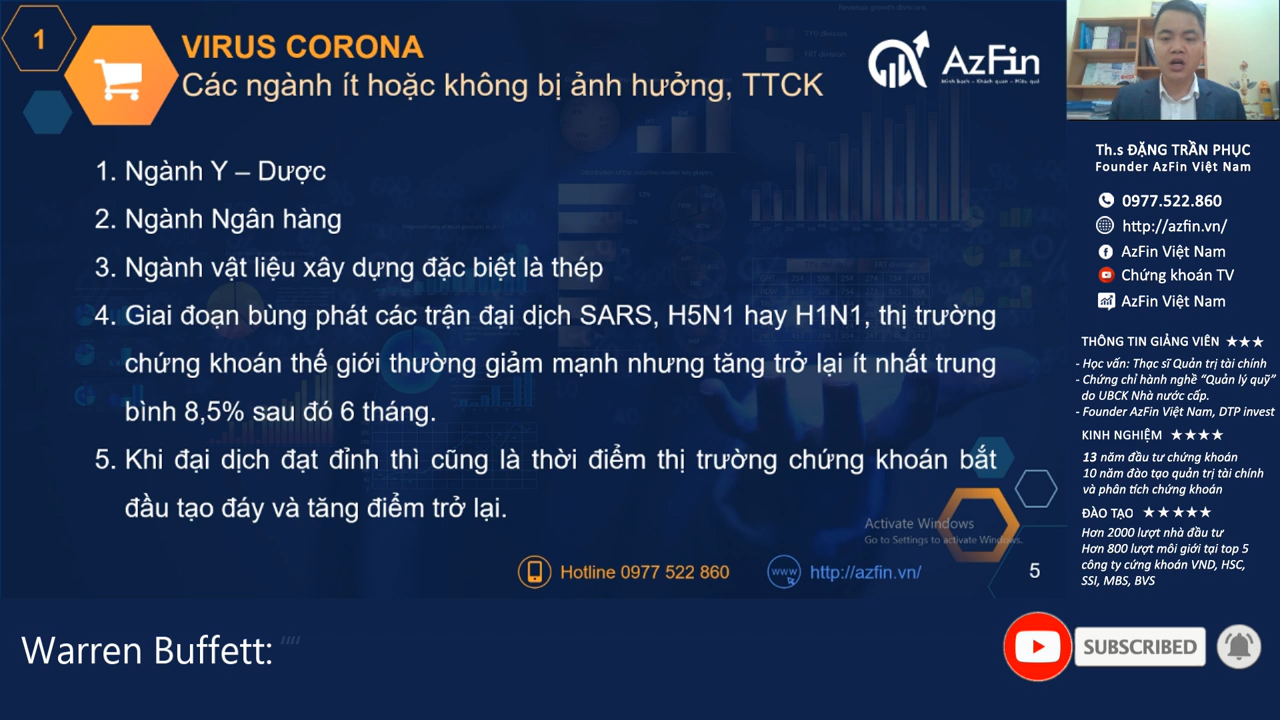 1
VIRUS CORONA
Các ngành ít hoặc không bị ảnh hưởng, TTCK
AzFin
Minh bạch - Khách quan - Hiệu quả
1. Ngành Y – Dược
2. Ngành Ngân hàng
3. Ngành vật liệu xây dựng đặc biệt là thép
4. Giai đoạn bùng phát các trận đại dịch SARS, H5N1 hay H1N1, thị trường
chứng khoán thế giới thường giảm mạnh nhưng tăng trở lại ít nhất trung
bình 8,5% sau đó 6 tháng.
5. Khi đại dịch đạt đỉnh thì cũng là thời điểm thị trường chứng khoán bắt
đầu tạo đáy và tăng điểm trở lại.
Activate Windows
Go to Settings to activate Windows.
Hotline 0977 522 860
www
http://azfin.vn/
5
Th.s ĐẶNG TRẦN PHỤC
Founder AzFin Việt Nam
0977.522.860
http://azfin.vn/
AzFin Việt Nam
Chứng khoán TV
AzFin Việt Nam
THÔNG TIN GIẢNG VIÊN ★★★
- Học vấn: Thạc sĩ Quản trị tài chính
- Chứng chỉ hành nghề “Quản lý quỹ”
do UBCK Nhà nước cấp.
- Founder AzFin Việt Nam, DTP invest
KINH NGHIỆM ★★★★
13 năm đầu tư chứng khoán
10 năm đào tạo quản trị tài chính
và phân tích chứng khoán
ĐÀO TẠO ★★★★★
Hơn 2000 lượt nhà đầu tư
Hơn 800 lượt môi giới tại top 5
công ty cứng khoán VND, HSC,
SSI, MBS, BVS
Warren Buffett: ""
SUBSCRIBED